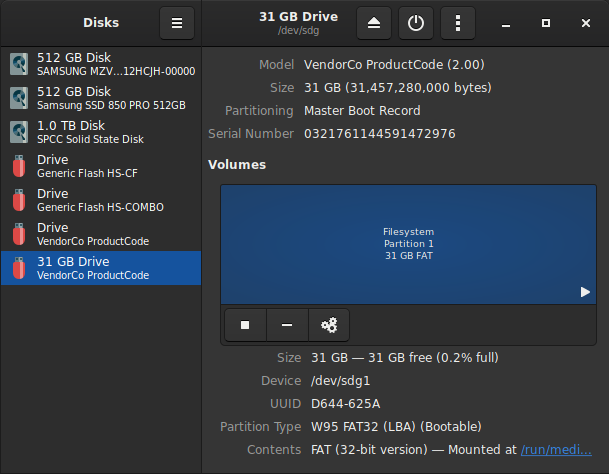 Disks
31 GB Drive
/dev/sdg
512 GB Disk
SAMSUNG MZV…12HCJH-00000
512 GB Disk
Samsung SSD 850 PRO 512GB
1.0 TB Disk
SPCC Solid State Disk
Drive
Generic Flash HS-CF
Drive
Generic Flash HS-COMBO
Drive
VendorCo ProductCode
31 GB Drive
VendorCo ProductCode
Model VendorCo ProductCode (2.00)
Size 31 GB (31,457,280,000 bytes)
Partitioning Master Boot Record
Serial Number 0321761144591472976
Volumes
Filesystem
Partition 1
31 GB FAT
Size 31 GB — 31 GB free (0.2% full)
Device /dev/sdg1
UUID D644-625A
Partition Type W95 FAT32 (LBA) (Bootable)
Contents FAT (32-bit version) — Mounted at /run/medi…